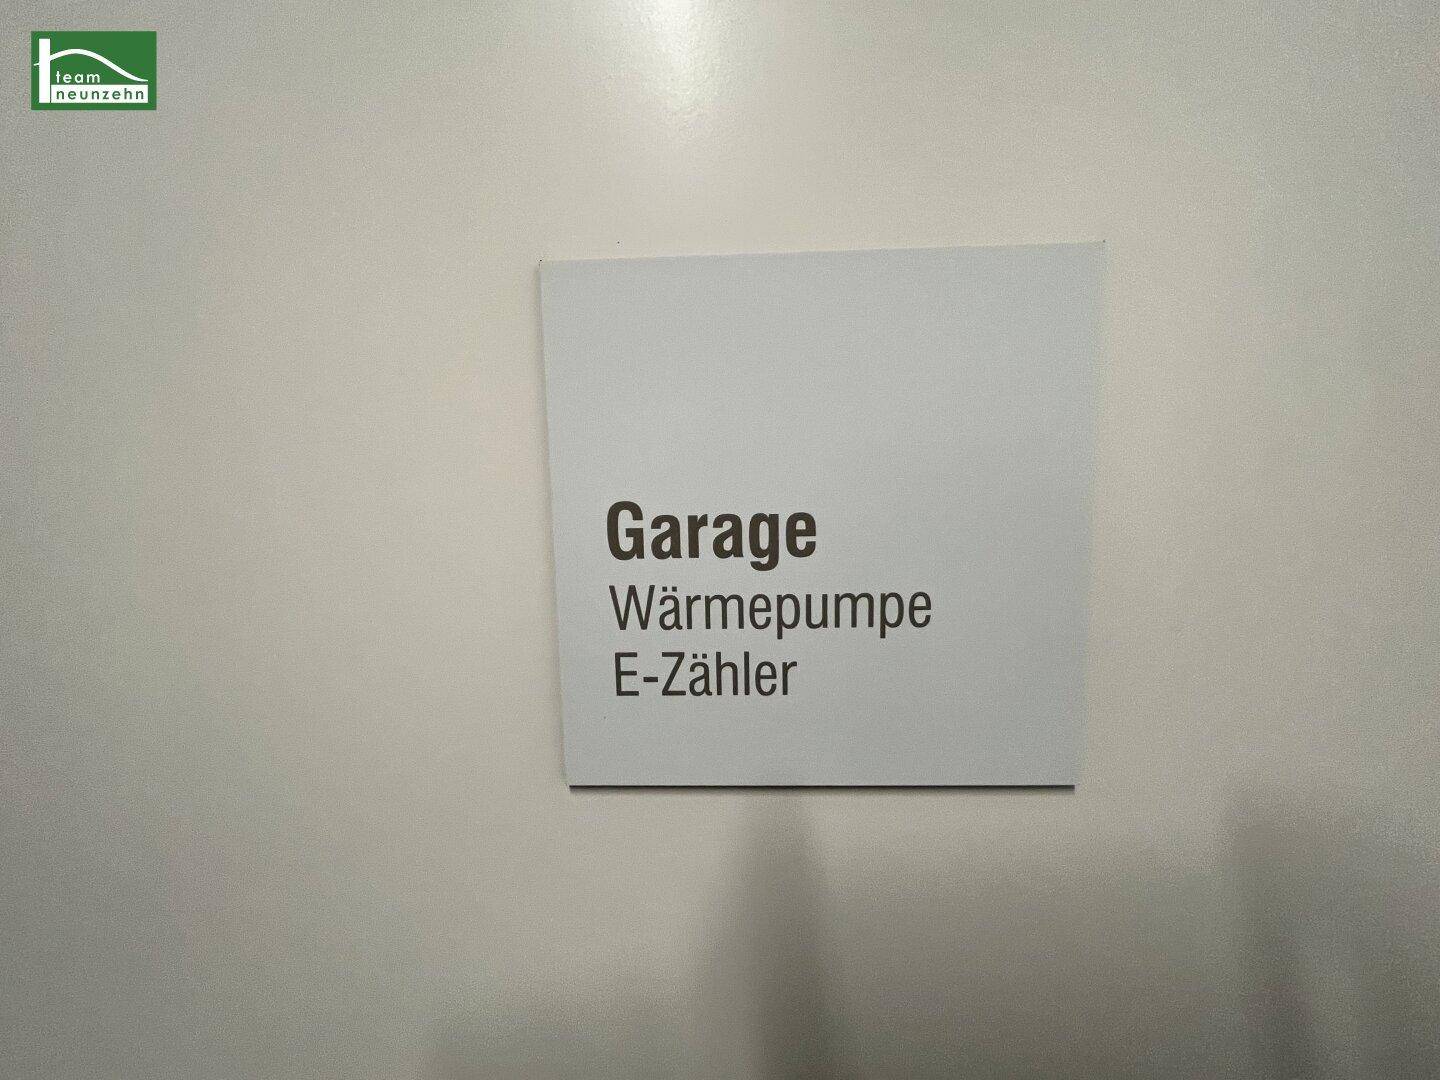 team
neunzehn
Garage
Wärmepumpe
E-Zähler